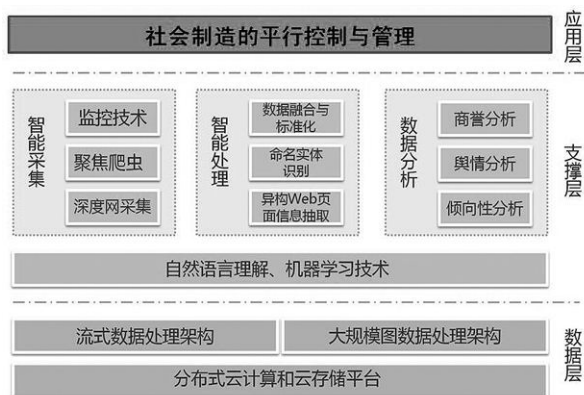 社会制造的平行控制与管理
应用层
智能采集
监控技术
聚焦爬虫
深度网采集
智能处理
数据融合与
标准化
命名实体
识别
异构Web页
面信息抽取
数据分析
商誉分析
舆情分析
倾向性分析
支撑层
自然语言理解、机器学习技术
流式数据处理架构
大规模图数据处理架构
分布式云计算和云存储平台
数据层